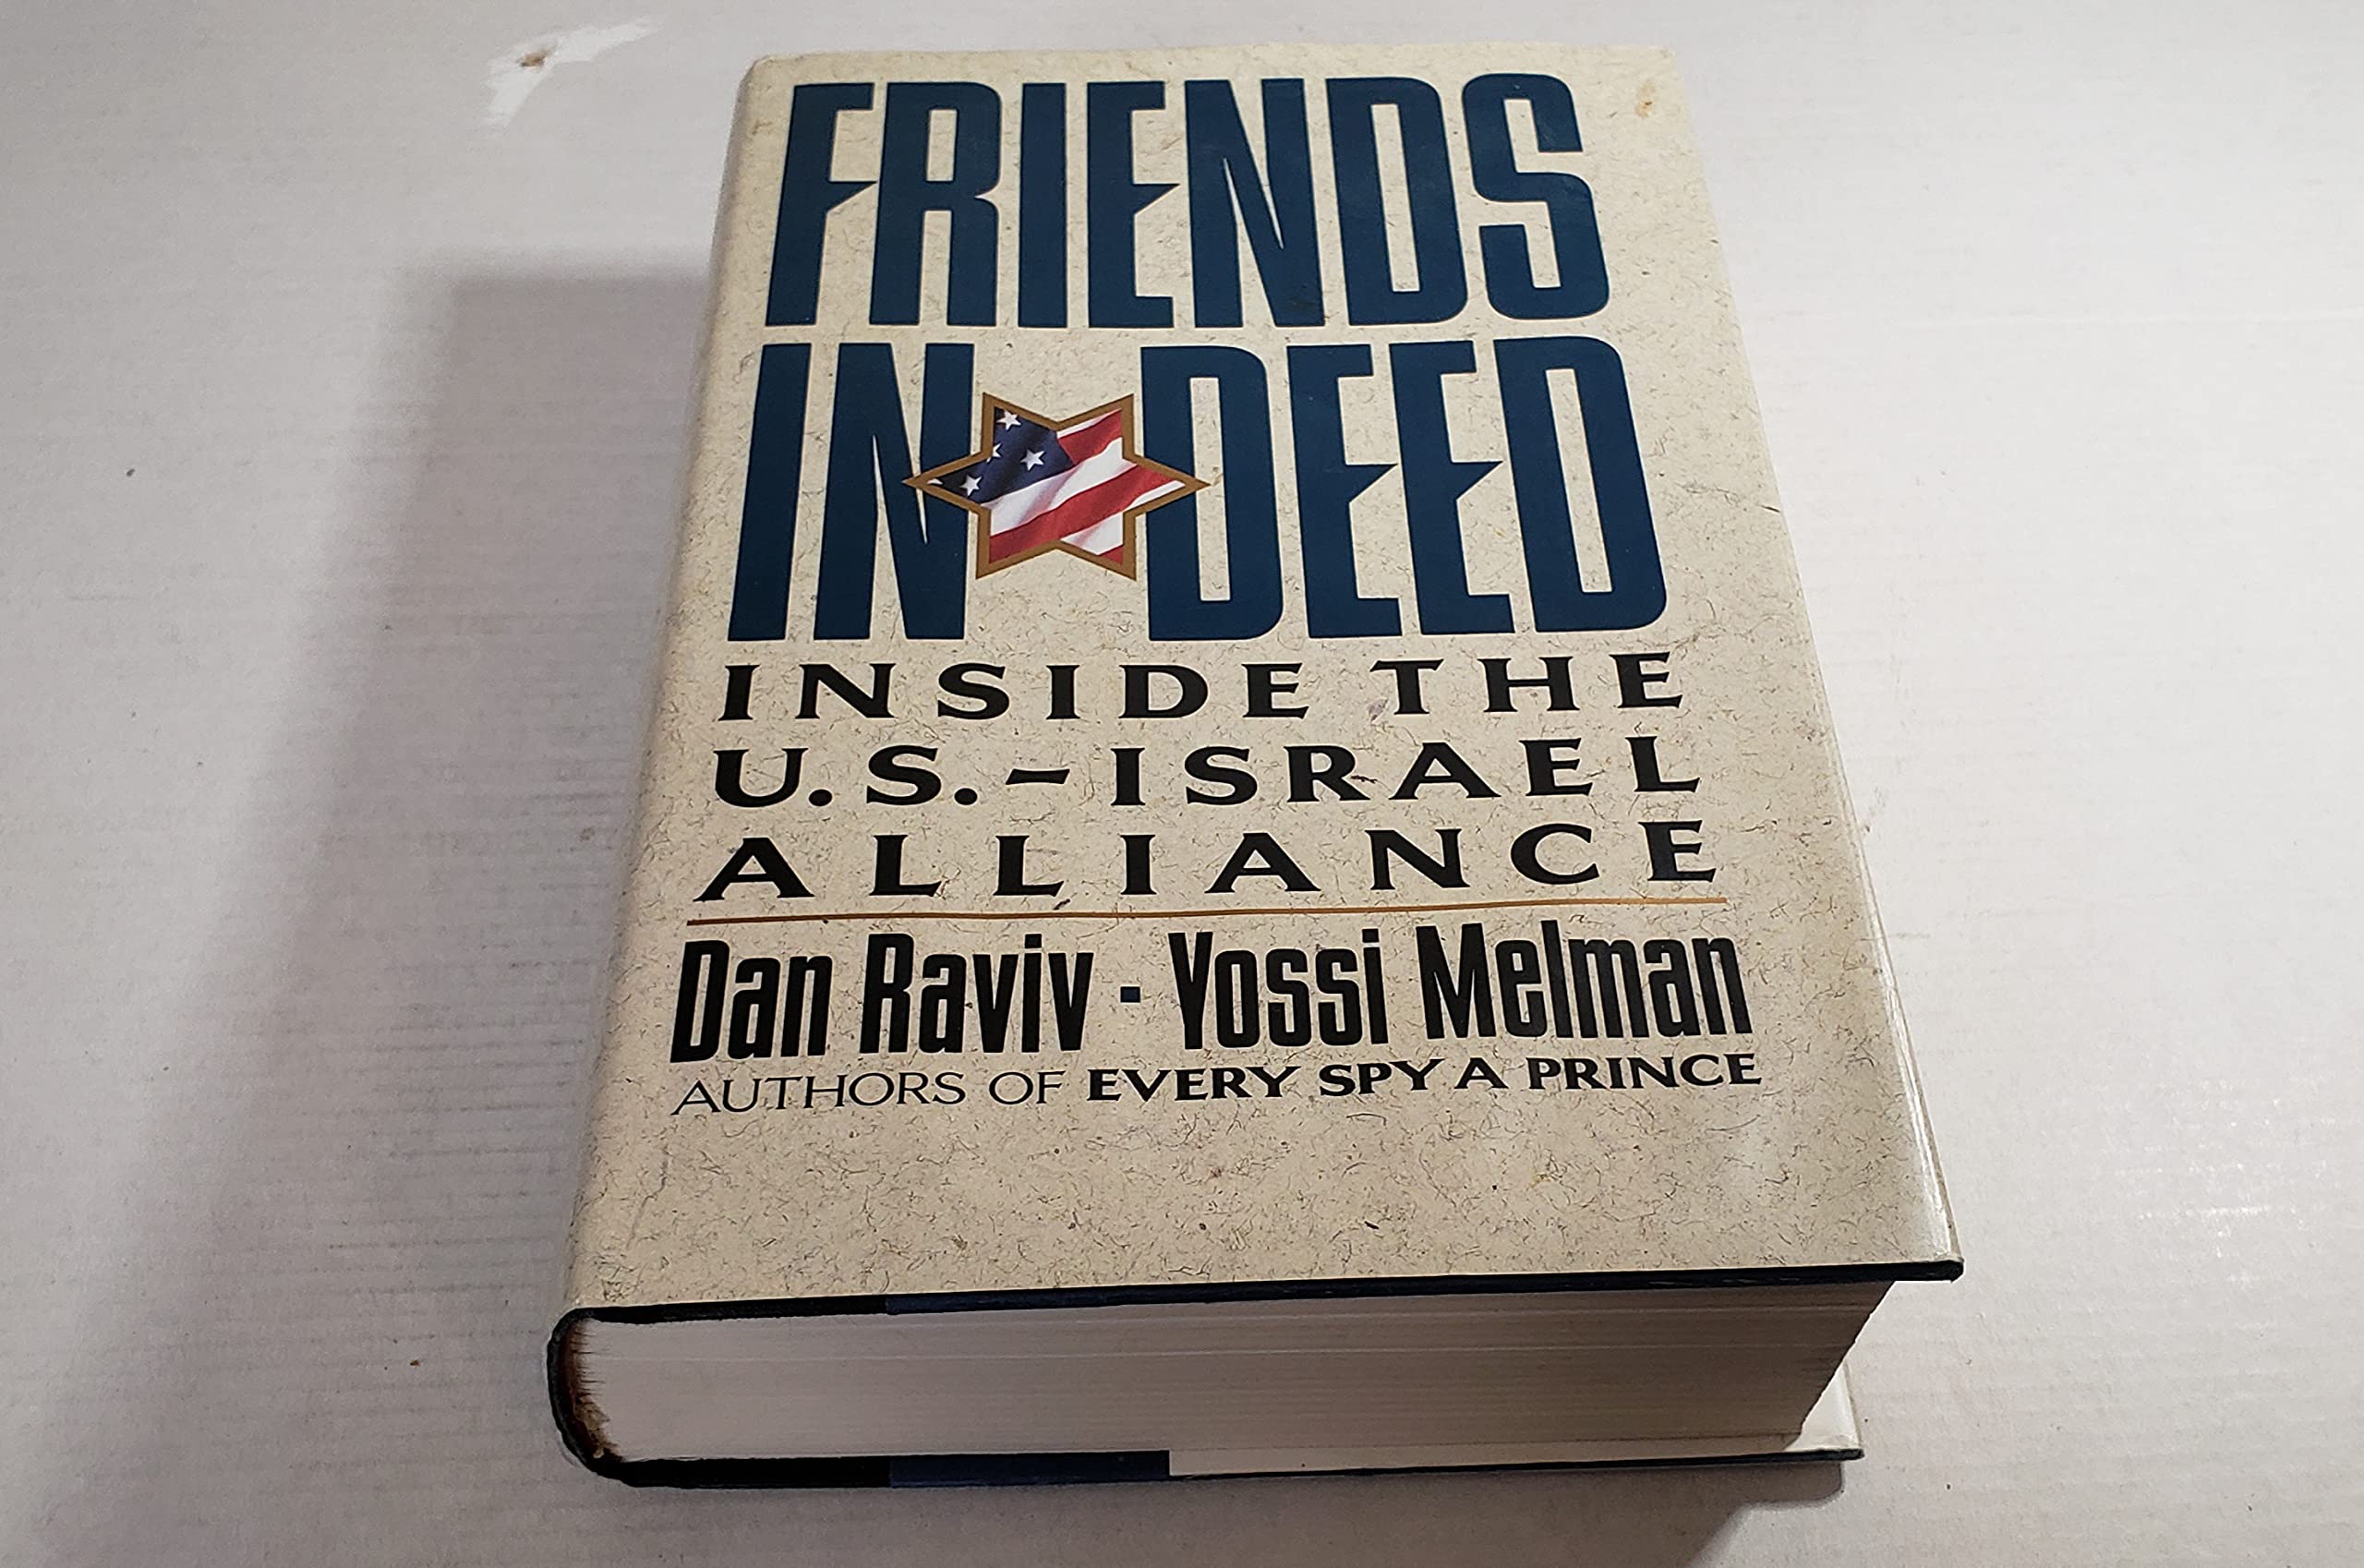 FRIENDS
IN DEED
INSIDE THE
U.S.–ISRAEL
ALLIANCE
Dan Raviv · Yossi Melman
AUTHORS OF EVERY SPY A PRINCE